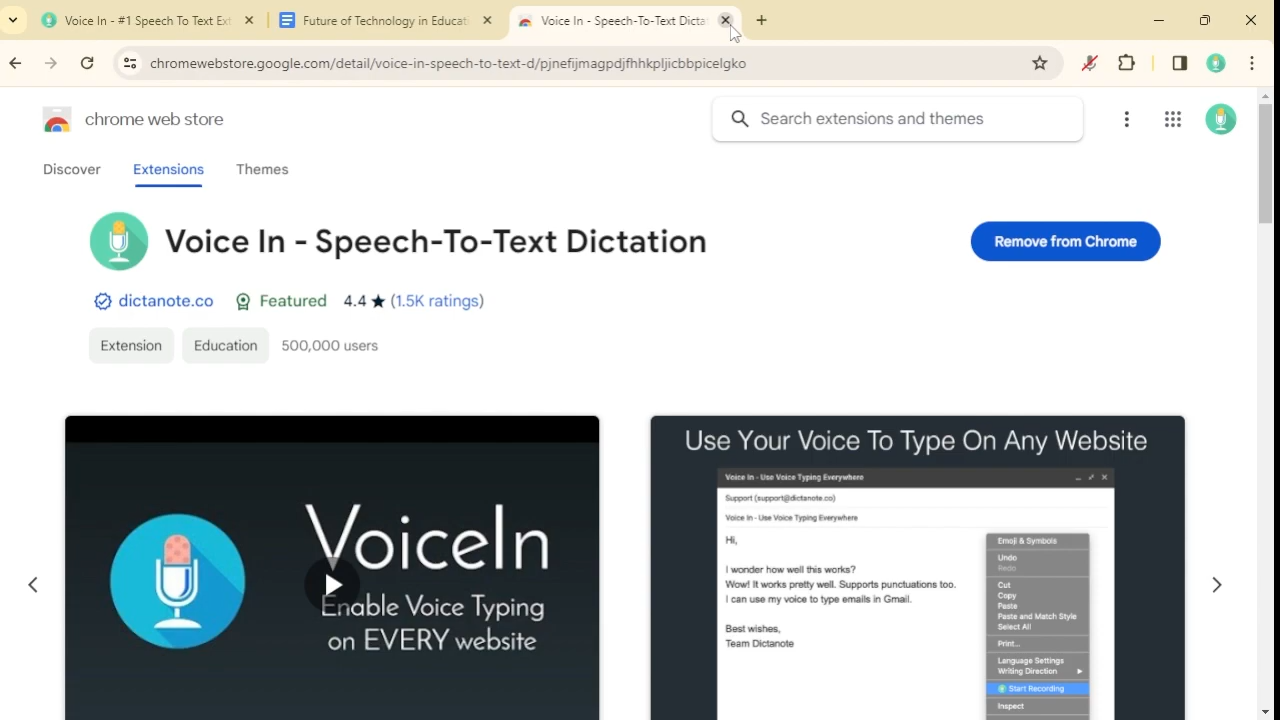 Voice In - #1 Speech To Text Ext
Future of Technology in Educati
Voice In - Speech-To-Text Dicta
chromewebstore.google.com/detail/voice-in-speech-to-text-d/pjnefijmagpdjfhhkpljicbbpicelgko
chrome web store
Search extensions and themes
Discover
Extensions
Themes
Voice In - Speech-To-Text Dictation
Remove from Chrome
dictanote.co
Featured
4.4 ★ (1.5K ratings)
Extension
Education
500,000 users
VoiceIn
Enable Voice Typing
on EVERY website
Use Your Voice To Type On Any Website
Voice In - Use Voice Typing Everywhere
Support (support@dictanote.co)
Voice In - Use Voice Typing Everywhere
Hi,
I wonder how well this works?
Wow! It works pretty well. Supports punctuations too.
I can use my voice to type emails in Gmail.
Best wishes,
Team Dictanote
Emoji & Symbols
Undo
Redo
Cut
Copy
Paste
Paste and Match Style
Select All
Print...
Language Settings
Writing Direction
Start Recording
Inspect